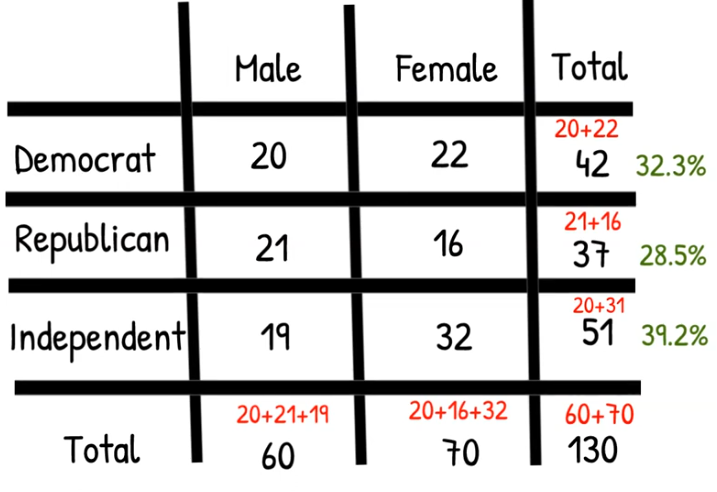 Male Female Total
20+22
Democrat 20 22 42 32.3%
21+16
Republican 21 16 37 28.5%
20+31
Independent 19 32 51 39.2%
20+21+19 20+16+32 60+70
Total 60 70 130